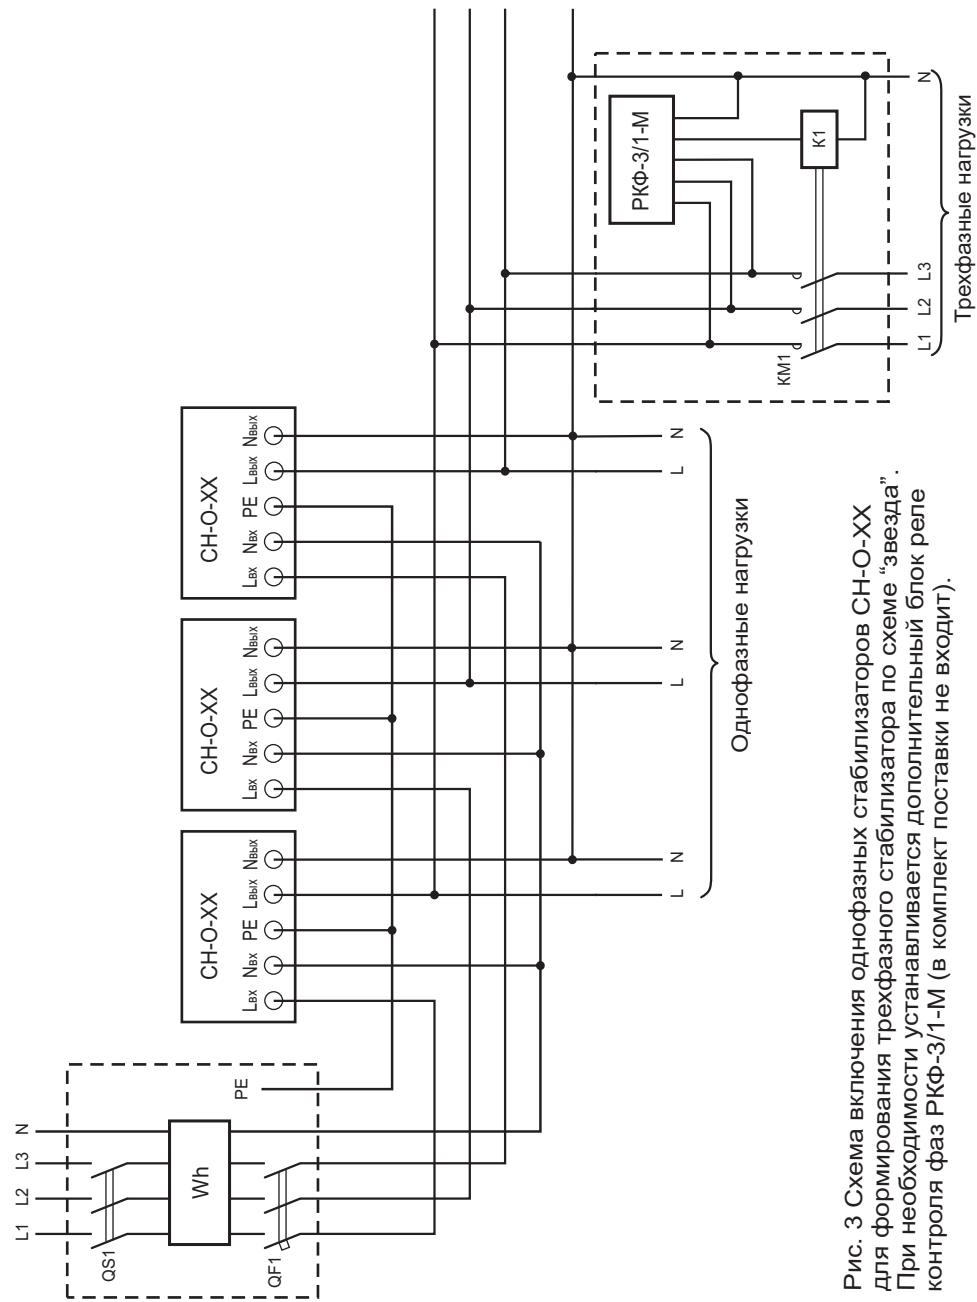 L1 L2 L3 N
QS1
Wh
PE
QF1
СН-О-ХХ
Lвх Nвх PE Lвых Nвых
СН-О-ХХ
Lвх Nвх PE Lвых Nвых
СН-О-ХХ
Lвх Nвх PE Lвых Nвых
L N
L N
L N
Однофазные нагрузки
РКФ-3/1-М
КМ1
К1
L1 L2 L3 N
Трехфазные нагрузки
Рис. 3 Схема включения однофазных стабилизаторов СН-О-ХХ
для формирования трехфазного стабилизатора по схеме “звезда”.
При необходимости устанавливается дополнительный блок реле
контроля фаз РКФ-3/1-М (в комплект поставки не входит).